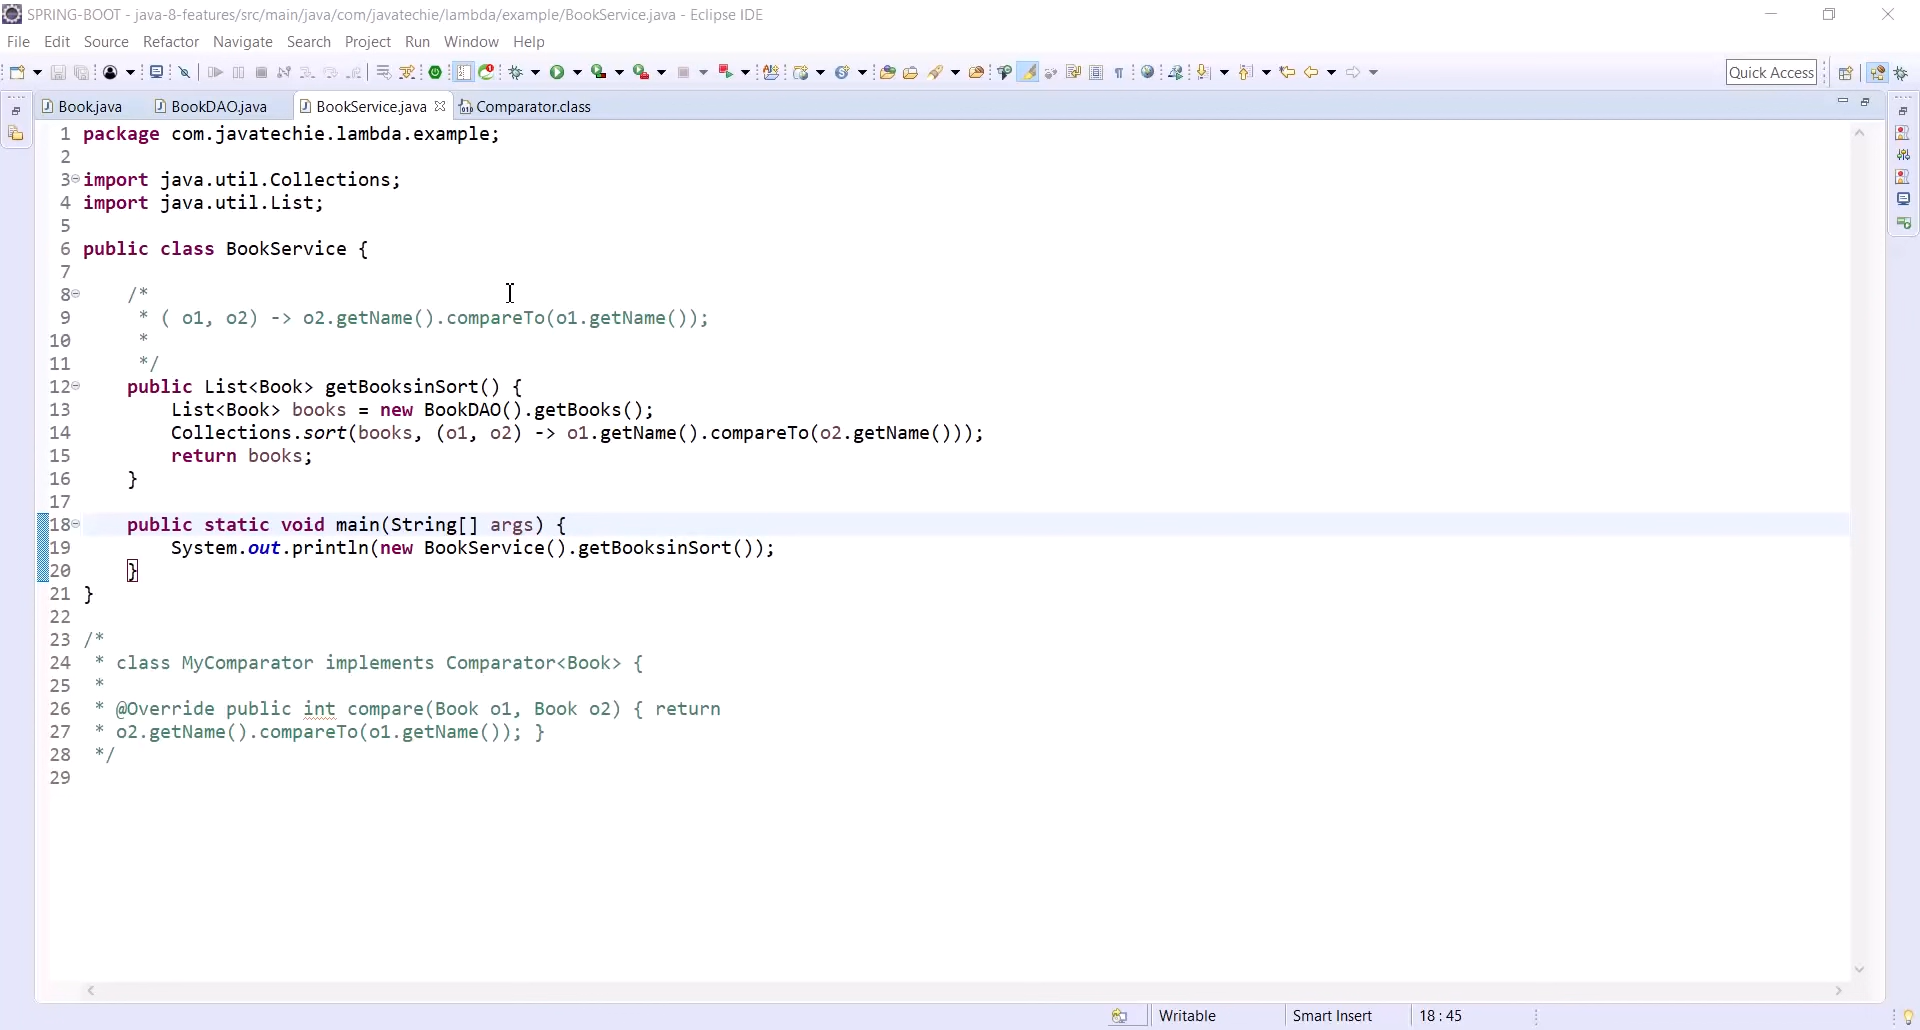 SPRING-BOOT - java-8-features/src/main/java/com/javatechie/lambda/example/BookService.java - Eclipse IDE
File Edit Source Refactor Navigate Search Project Run Window Help
Quick Access
Book.java BookDAO.java BookService.java Comparator.class
1 package com.javatechie.lambda.example;
2
3 import java.util.Collections;
4 import java.util.List;
5
6 public class BookService {
7
8     /*
9      * ( o1, o2) -> o2.getName().compareTo(o1.getName());
10      *
11      */
12     public List<Book> getBooksinSort() {
13         List<Book> books = new BookDAO().getBooks();
14         Collections.sort(books, (o1, o2) -> o1.getName().compareTo(o2.getName()));
15         return books;
16     }
17
18     public static void main(String[] args) {
19         System.out.println(new BookService().getBooksinSort());
20     }
21 }
22
23 /*
24  * class MyComparator implements Comparator<Book> {
25  *
26  * @Override public int compare(Book o1, Book o2) { return
27  * o2.getName().compareTo(o1.getName()); }
28  */
29
Writable Smart Insert 18 : 45